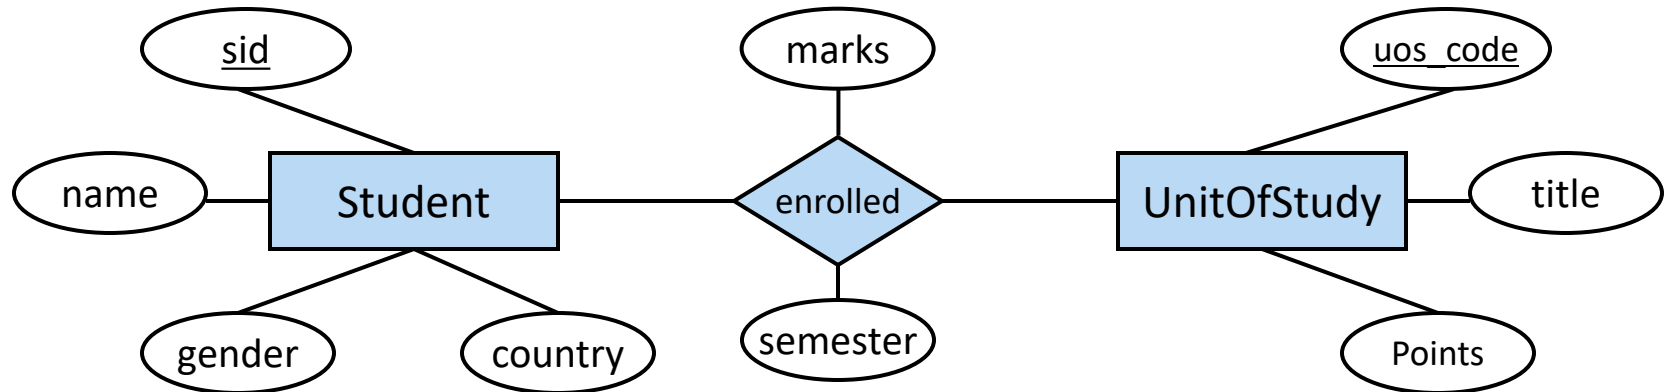 sid
marks
uos_code
name
Student
enrolled
UnitOfStudy
title
gender
country
semester
Points